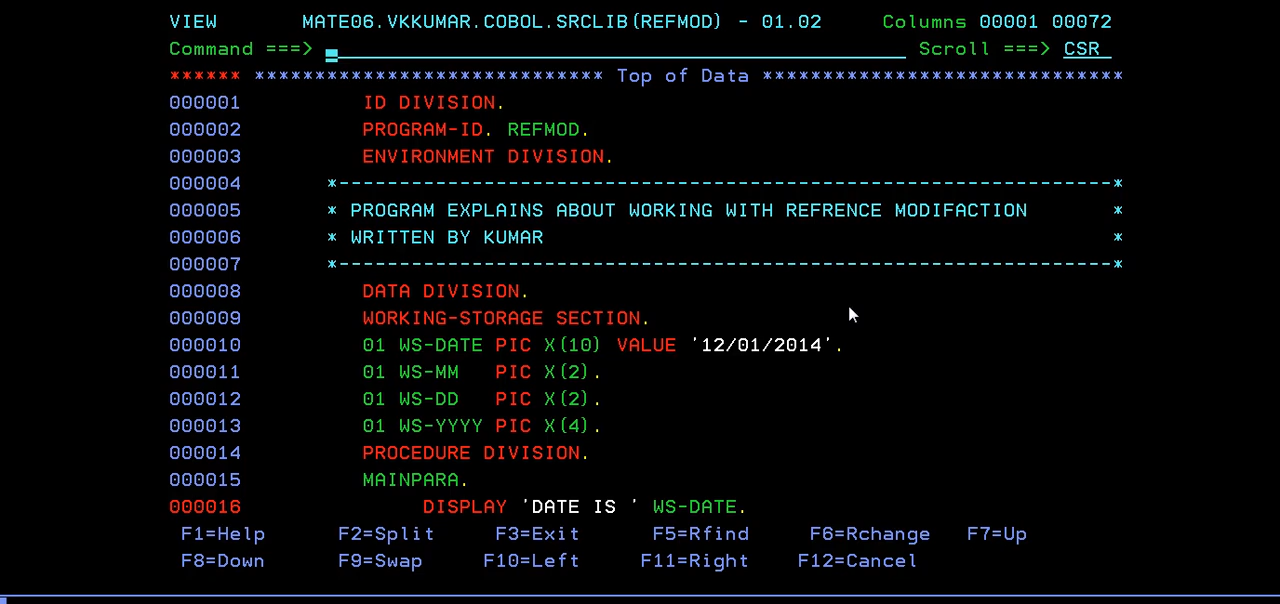 VIEW MATE06.VKKUMAR.COBOL.SRCLIB(REFMOD) - 01.02 Columns 00001 00072
Command ===> Scroll ===> CSR
****** ***************************** Top of Data ******************************
000001 ID DIVISION.
000002 PROGRAM-ID. REFMOD.
000003 ENVIRONMENT DIVISION.
000004 *----------------------------------------------------------------*
000005 * PROGRAM EXPLAINS ABOUT WORKING WITH REFRENCE MODIFACTION *
000006 * WRITTEN BY KUMAR *
000007 *----------------------------------------------------------------*
000008 DATA DIVISION.
000009 WORKING-STORAGE SECTION.
000010 01 WS-DATE PIC X(10) VALUE '12/01/2014'.
000011 01 WS-MM PIC X(2).
000012 01 WS-DD PIC X(2).
000013 01 WS-YYYY PIC X(4).
000014 PROCEDURE DIVISION.
000015 MAINPARA.
000016 DISPLAY 'DATE IS ' WS-DATE.
F1=Help F2=Split F3=Exit F5=Rfind F6=Rchange F7=Up
F8=Down F9=Swap F10=Left F11=Right F12=Cancel